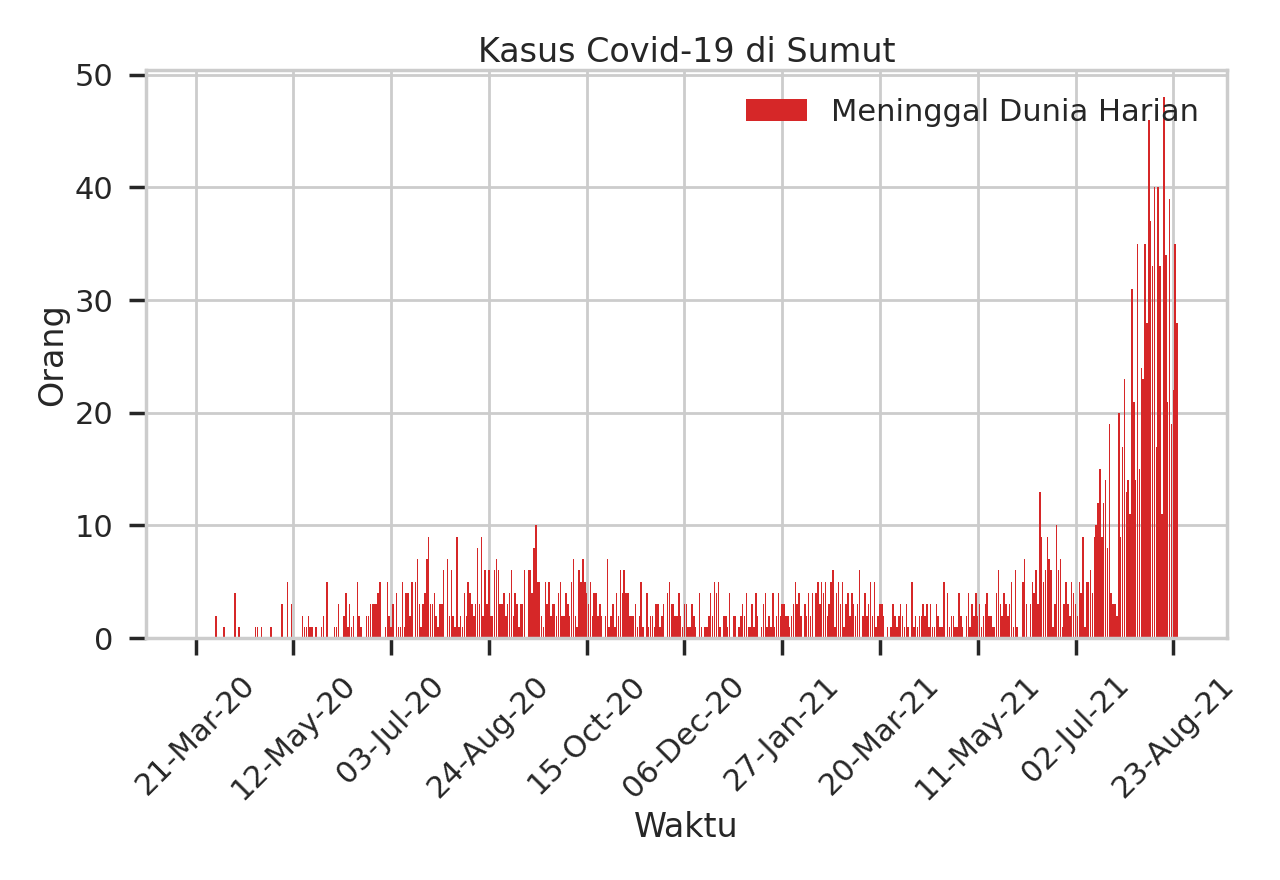 Kasus Covid-19 di Sumut
Meninggal Dunia Harian
Orang
50
40
30
20
10
0
21-Mar-20
12-May-20
03-Jul-20
24-Aug-20
15-Oct-20
06-Dec-20
27-Jan-21
20-Mar-21
11-May-21
02-Jul-21
23-Aug-21
Waktu